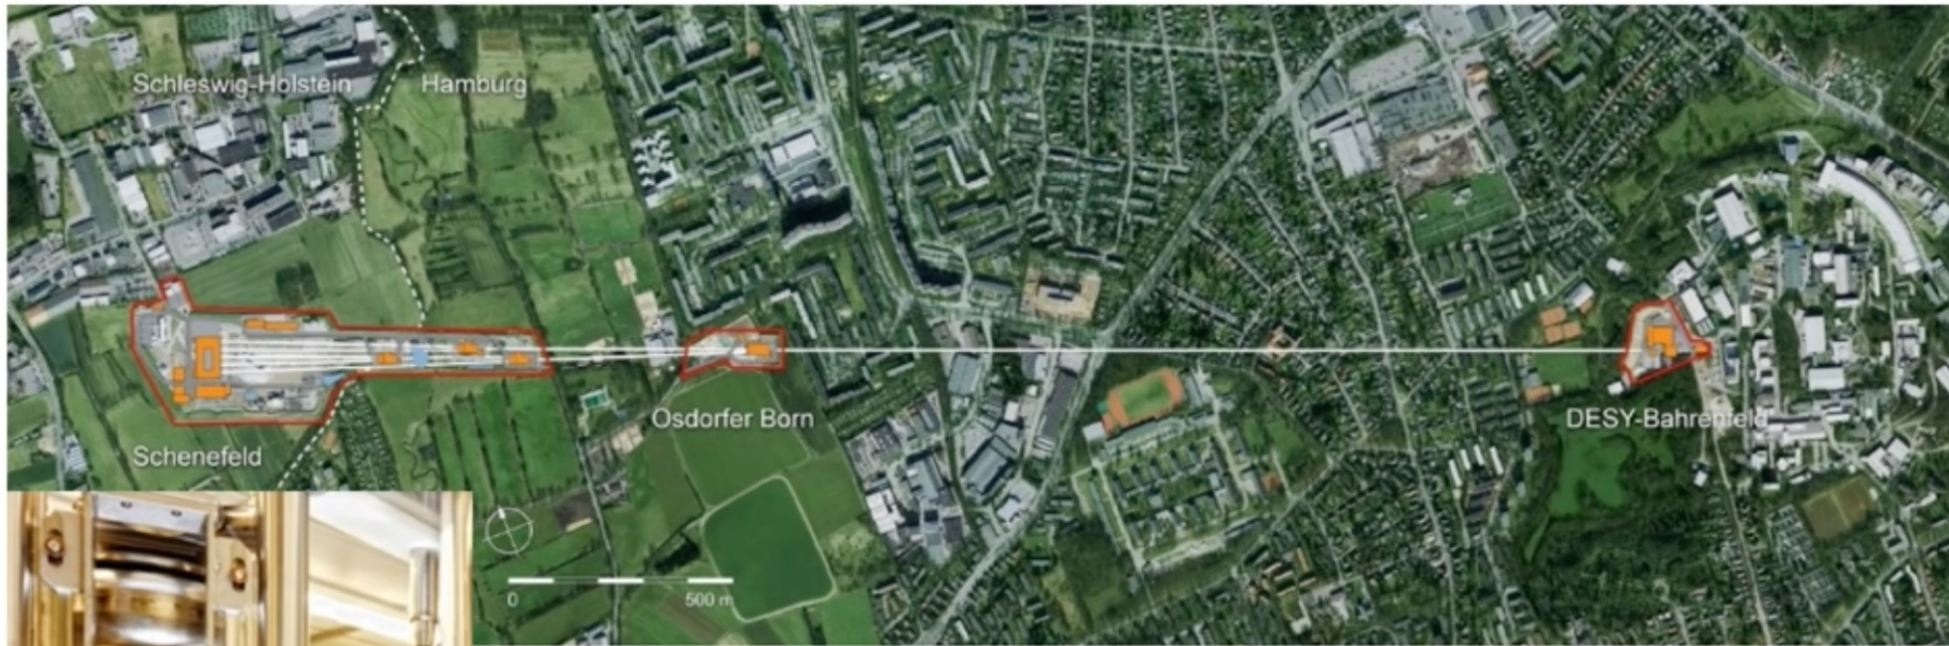 Schleswig-Holstein
Hamburg
Osdorfer Born
DESY-Bahrenfeld
Schenefeld
0
500 m